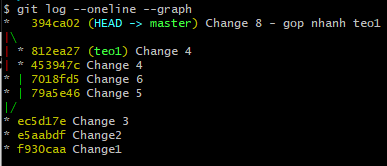 $ git log --oneline --graph
*   394ca02 (HEAD -> master) Change 8 - gop nhanh teo1
|\
| * 812ea27 (teo1) Change 4
| * 453947c Change 4
* | 7018fd5 Change 6
* | 79a5e46 Change 5
|/
* ec5d17e Change 3
* e5aabdf Change2
* f930caa Change1